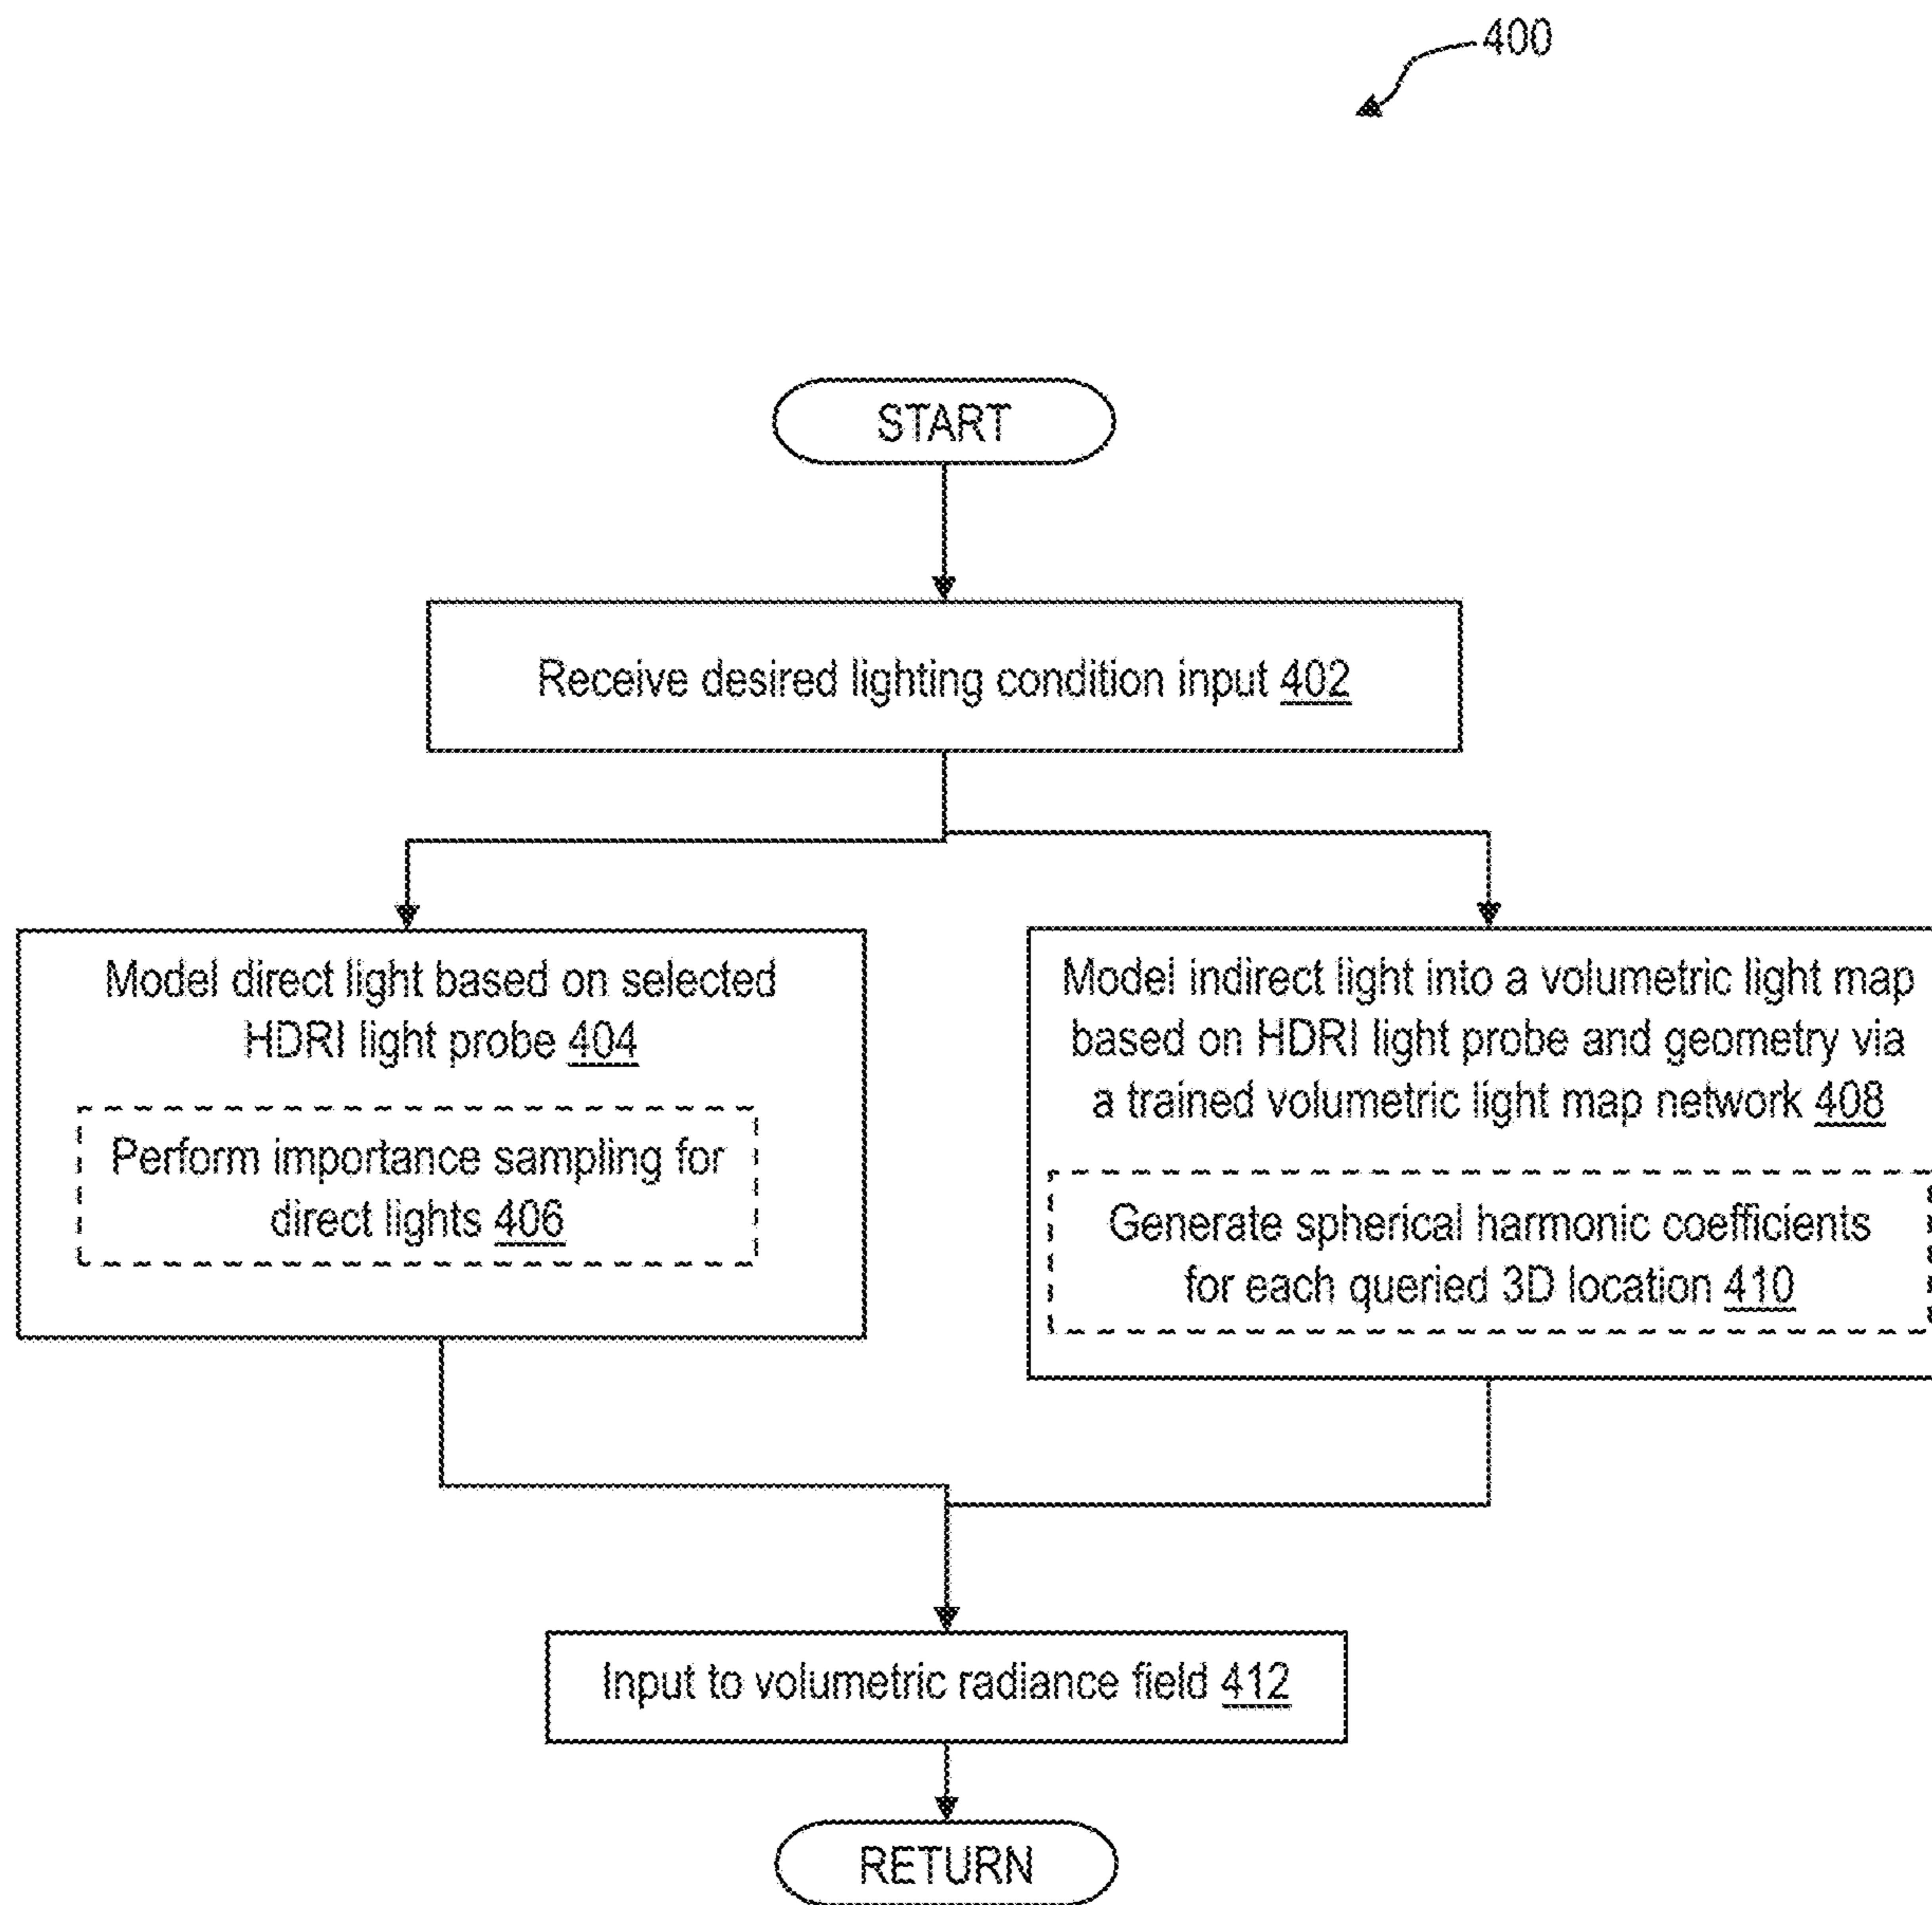 400
START
Receive desired lighting condition input 402
Model direct light based on selected
HDRI light probe 404
Perform importance sampling for
direct lights 406
Model indirect light into a volumetric light map
based on HDRI light probe and geometry via
a trained volumetric light map network 408
Generate spherical harmonic coefficients
for each queried 3D location 410
Input to volumetric radiance field 412
RETURN